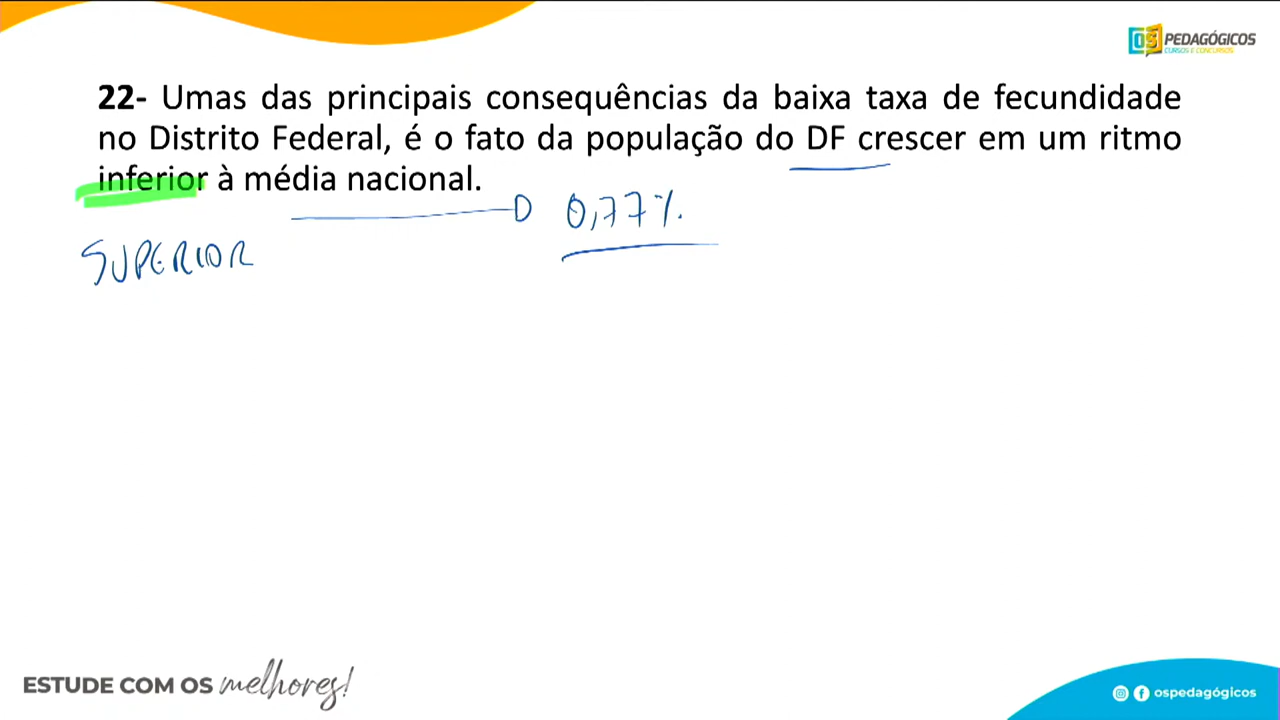 OS PEDAGÓGICOS
CURSOS E CONCURSOS
22- Umas das principais consequências da baixa taxa de fecundidade
no Distrito Federal, é o fato da população do DF crescer em um ritmo
inferior à média nacional.
0,77%.
SUPERIOR
ESTUDE COM OS melhores!
ospedagógicos